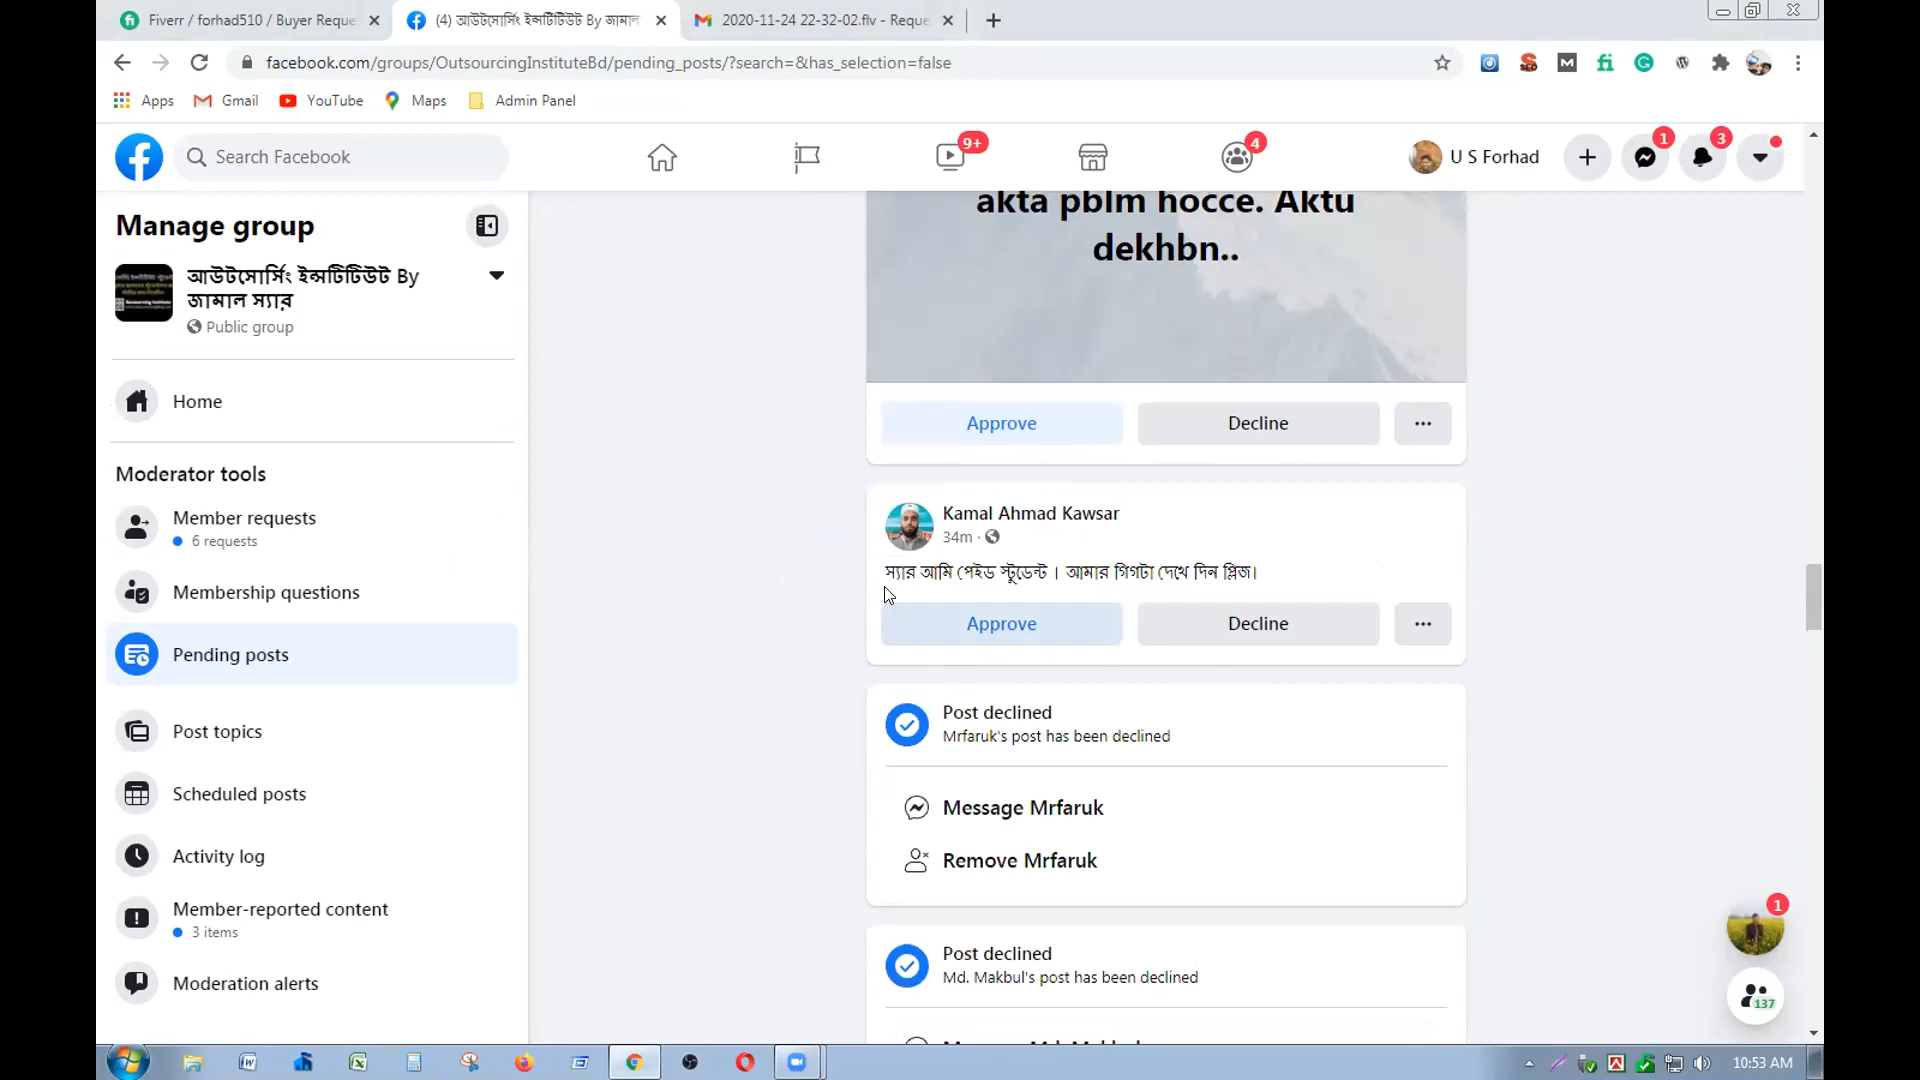 Fiverr / forhad510 / Buyer Reque
(4) আউটসোর্সিং ইন্সটিটিউট By জামাল
2020-11-24 22-32-02.flv - Reque
facebook.com/groups/OutsourcingInstituteBd/pending_posts/?search=&has_selection=false
Apps
Gmail
YouTube
Maps
Admin Panel
Search Facebook
9+
4
U S Forhad
1
3
Manage group
আউটসোর্সিং ইন্সটিটিউট By
জামাল স্যার
Public group
Home
Moderator tools
Member requests
6 requests
Membership questions
Pending posts
Post topics
Scheduled posts
Activity log
Member-reported content
3 items
Moderation alerts
akta pblm hocce. Aktu
dekhbn..
Approve
Decline
Kamal Ahmad Kawsar
34m
স্যার আমি পেইড স্টুডেন্ট । আমার গিগটা দেখে দিন প্লিজ।
Approve
Decline
Post declined
Mrfaruk's post has been declined
Message Mrfaruk
Remove Mrfaruk
Post declined
Md. Makbul's post has been declined
1
137
10:53 AM